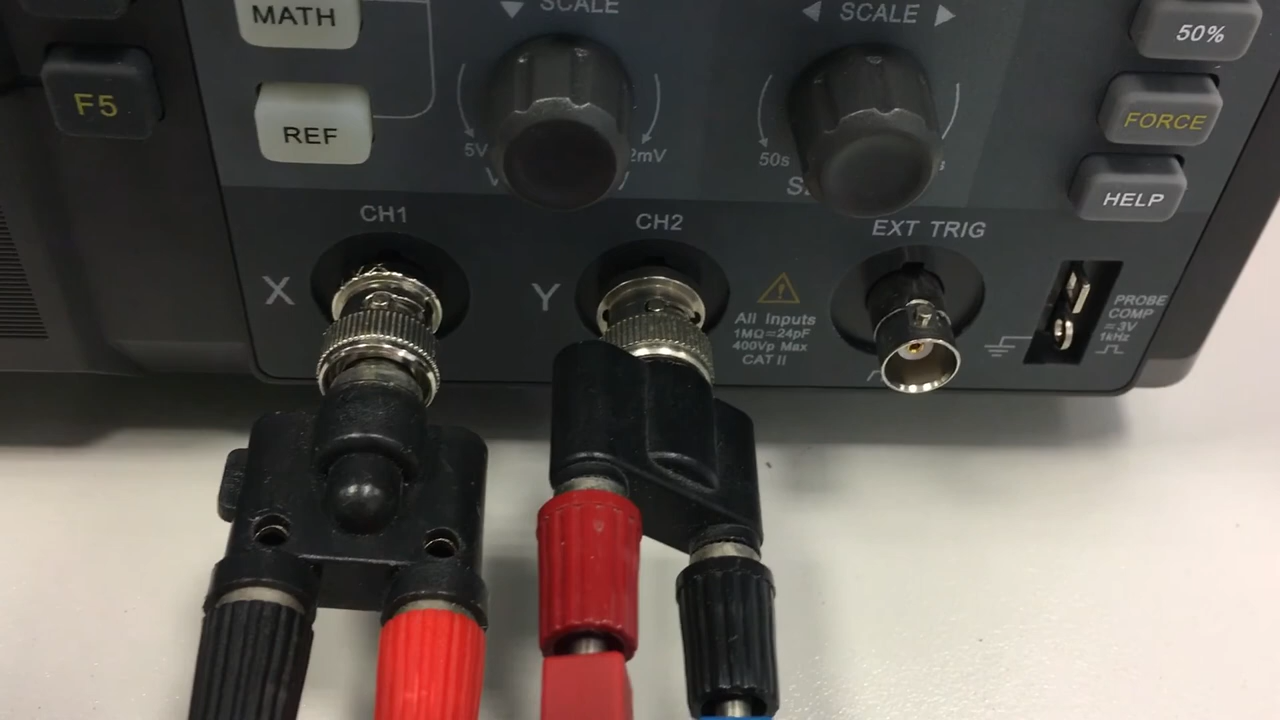 MATH
SCALE
SCALE
50%
F5
REF
FORCE
5V
2mV
50s
HELP
CH1
CH2
EXT TRIG
X
Y
All Inputs
1MΩ=24pF
400Vp Max
CAT II
PROBE
COMP
=3V
1kHz